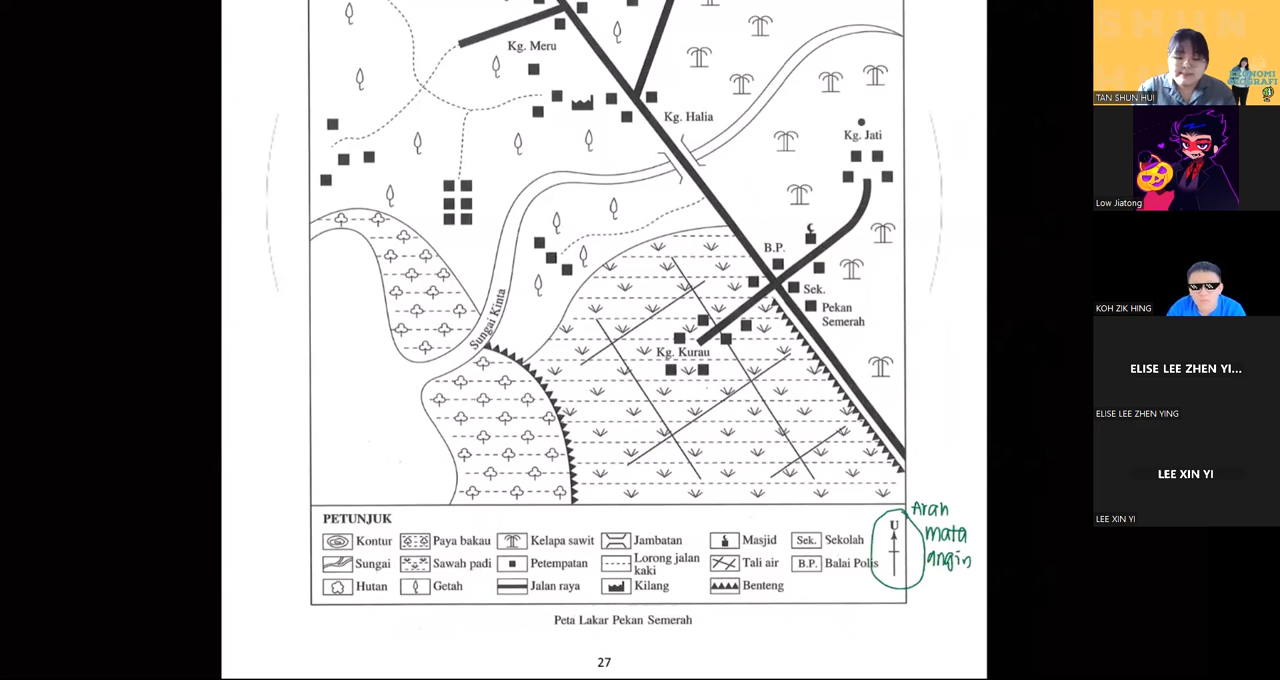 Kg. Meru
Kg. Halia
Kg. Jati
B.P.
Sek.
Pekan
Semerah
Kg. Kurau
Sungai Kinta
PETUNJUK
Kontur
Paya bakau
Kelapa sawit
Jambatan
Masjid
Sek.
Sekolah
Sungai
Sawah padi
Petempatan
Lorong jalan
kaki
Tali air
B.P.
Balai Polis
Hutan
Getah
Jalan raya
Kilang
Benteng
U
Arah
mata
angin
Peta Lakar Pekan Semerah
27
TAN SHUN HUI
EKONOMI
GEOGRAFI
Low Jiatong
KOH ZIK HING
ELISE LEE ZHEN YI...
ELISE LEE ZHEN YING
LEE XIN YI
LEE XIN YI